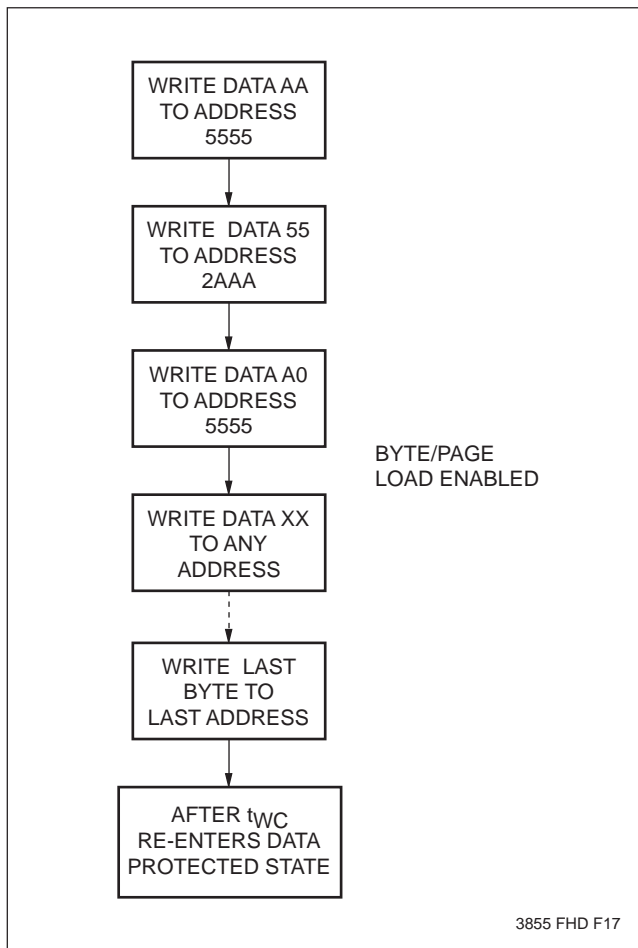 WRITE DATA AA
TO ADDRESS
5555
WRITE DATA 55
TO ADDRESS
2AAA
WRITE DATA A0
TO ADDRESS
5555
BYTE/PAGE
LOAD ENABLED
WRITE DATA XX
TO ANY
ADDRESS
WRITE LAST
BYTE TO
LAST ADDRESS
AFTER tWC
RE-ENTERS DATA
PROTECTED STATE
3855 FHD F17